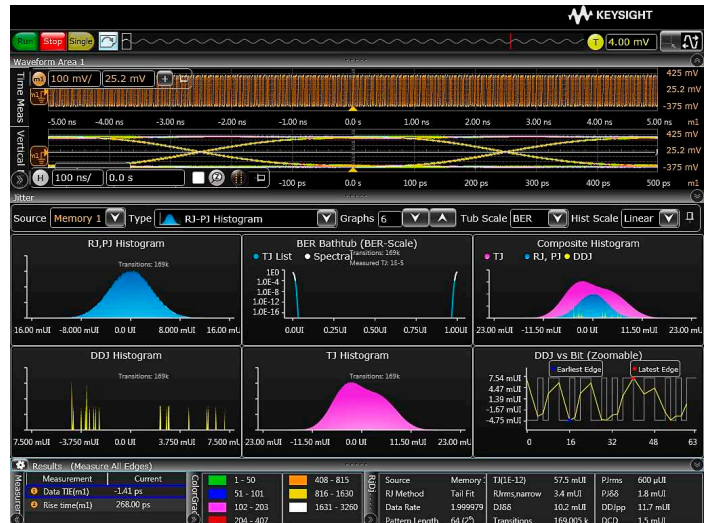 KEYSIGHT
Run Stop Single T 4.00 mV
Waveform Area 1
Time Meas
m1 100 mV/ 25.2 mV +
425 mV
25.2 mV
-375 mV
-5.00 ns -4.00 ns -3.00 ns -2.00 ns -1.00 ns 0.0 s 1.00 ns 2.00 ns 3.00 ns 4.00 ns 5.00 ns m1
Vertical
425 mV
25.2 mV
-375 mV
H 100 ps/ 0.0 s
-100 ps 0.0 s 100 ps 200 ps 300 ps 400 ps 500 ps m1
Jitter
Source Memory 1 Type RJ-PJ Histogram Graphs 6 Tub Scale BER Hist Scale Linear
RJ,PJ Histogram
Transitions: 169k
16.00 mUI -8.000 mUI 0.0 UI 8.000 mUI 16.00 mU
BER Bathtub (BER-Scale)
TJ List Spectral
Transitions: 169k
Measured TJ: 1E-5
1E0
1.0E-4
1.0E-8
1.0E-12
1.0E-16
0.0UI 0.25UI 0.50UI 0.75UI 1.00UI
Composite Histogram
TJ RJ, PJ DDJ
23.00 mUI -11.50 mUI 0.0 UI 11.50 mUI 23.00 mU
DDJ Histogram
Transitions: 169k
7.500 mUI -3.750 mUI 0.0 UI 3.750 mUI 7.500 mU
TJ Histogram
Transitions: 169k
23.00 mUI -11.50 mUI 0.0 UI 11.50 mUI 23.00 mU
DDJ vs Bit (Zoomable)
Earliest Edge Latest Edge
7.54 mUI
4.47 mUI
1.39 mUI
-1.67 mUI
-4.75 mUI
0 16 32 48 63
Results (Measure All Edges)
Measurement Current
Data TIE(m1) -1.41 ps
Rise time(m1) 268.00 ps
ColorGra
1 - 50 408 - 815
51 - 101 816 - 1630
102 - 203 1631 - 3260
204 - 407
RJDJ
Source Memory
RJ Method Tail Fit
Data Rate 1.999979
Pattern Length 64 (2⁶)
TJ(1E-12) 57.5 mUI PJrms 600 µUI
RJrms,narrow 3.4 mUI PJδδ 1.8 mUI
DJδδ 10.2 mUI DDJpp 11.7 mUI
Transitions 169.005 k DCD 1.5 mUI